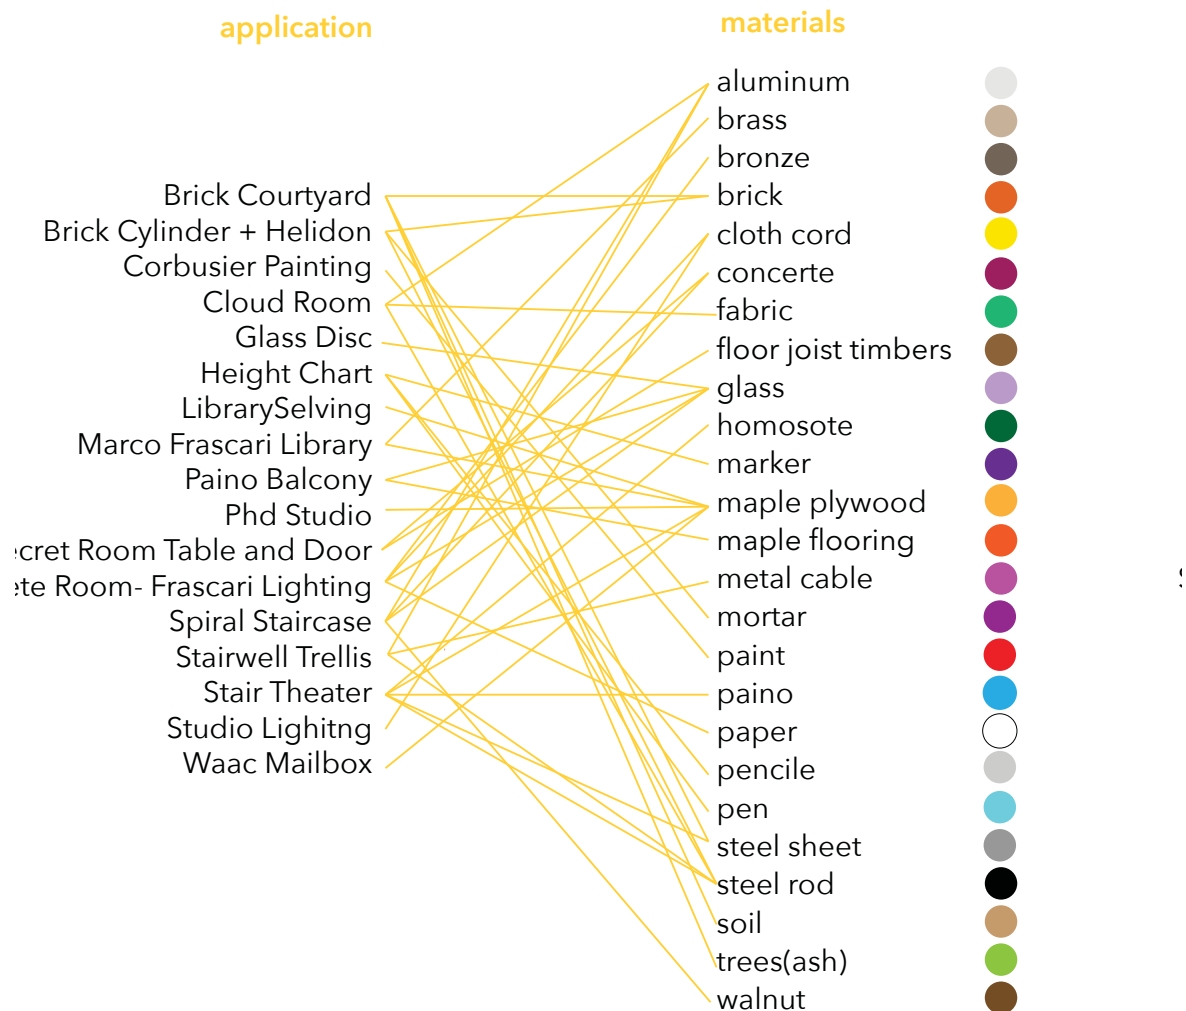 application
Brick Courtyard
Brick Cylinder + Helidon
Corbusier Painting
Cloud Room
Glass Disc
Height Chart
LibrarySelving
Marco Frascari Library
Paino Balcony
Phd Studio
Room Table and Door
Room- Frascari Lighting
Spiral Staircase
Stairwell Trellis
Stair Theater
Studio Lighitng
Waac Mailbox
materials
aluminum
brass
bronze
brick
cloth cord
concerte
fabric
floor joist timbers
glass
homosote
marker
maple plywood
maple flooring
metal cable
mortar
paint
paino
paper
pencile
pen
steel sheet
steel rod
soil
trees(ash)
walnut